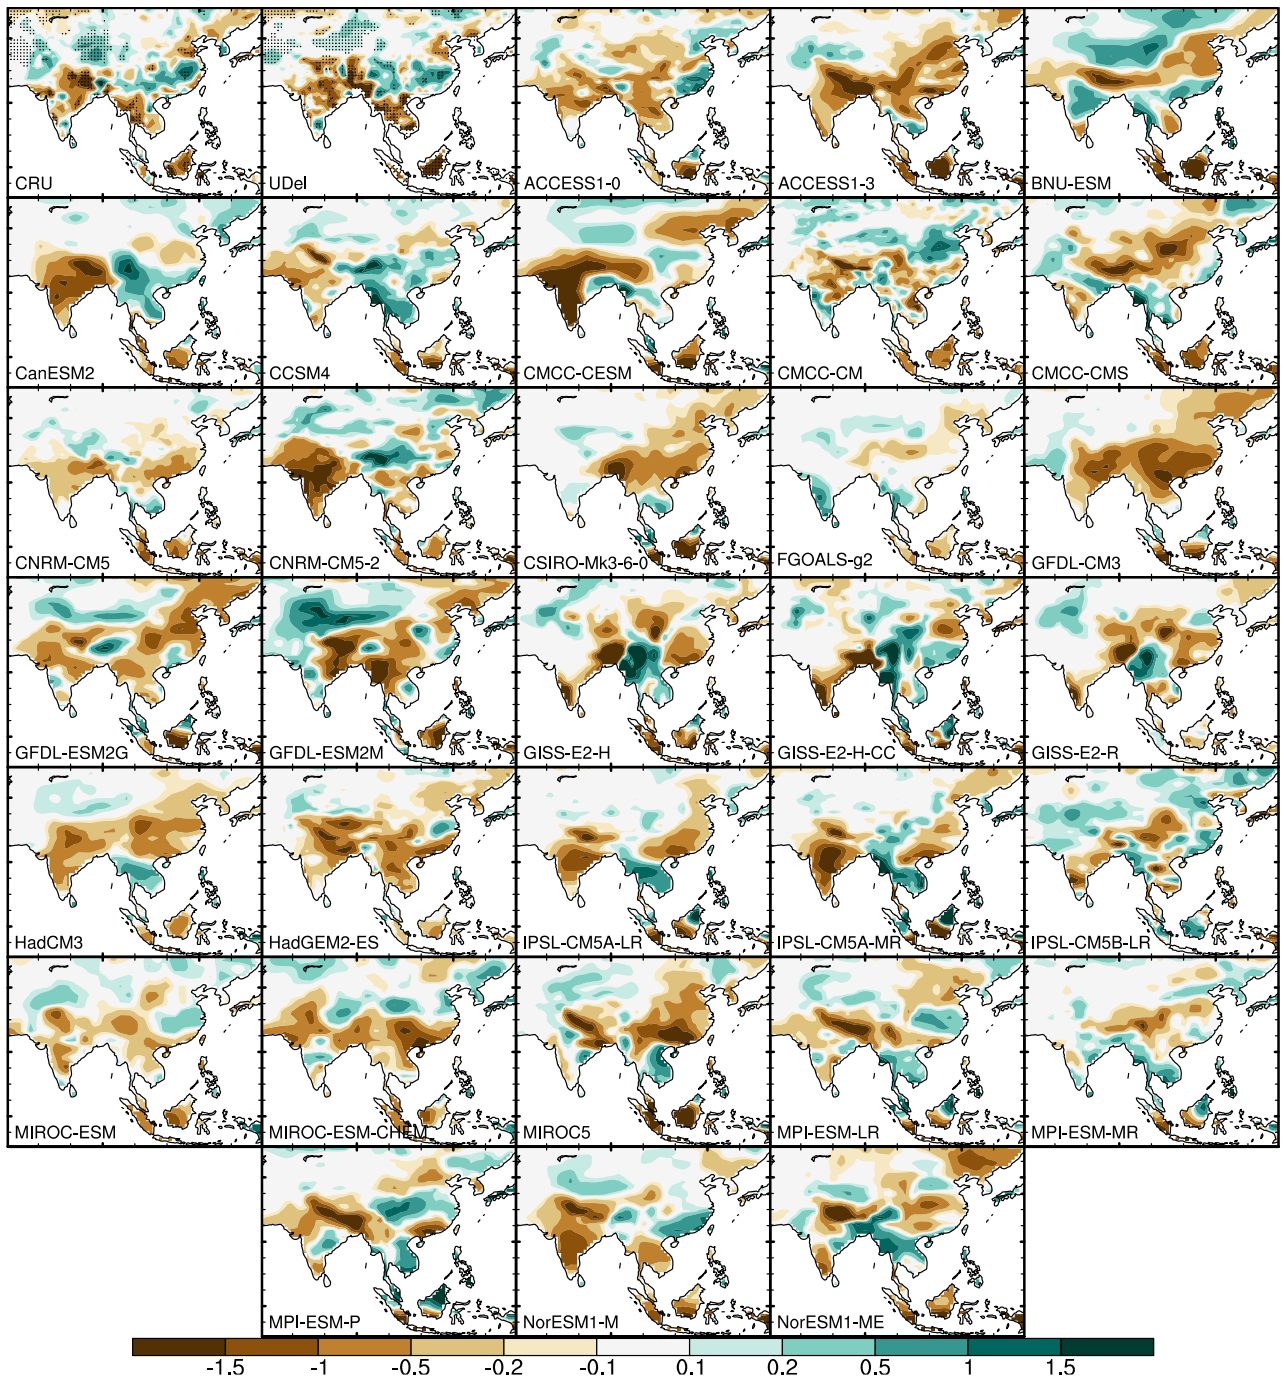 CRU UDel ACCESS1-0 ACCESS1-3 BNU-ESM
CanESM2 CCSM4 CMCC-CESM CMCC-CM CMCC-CMS
CNRM-CM5 CNRM-CM5-2 CSIRO-Mk3-6-0 FGOALS-g2 GFDL-CM3
GFDL-ESM2G GFDL-ESM2M GISS-E2-H GISS-E2-H-CC GISS-E2-R
HadCM3 HadGEM2-ES IPSL-CM5A-LR IPSL-CM5A-MR IPSL-CM5B-LR
MIROC-ESM MIROC-ESM-CHEM MIROC5 MPI-ESM-LR MPI-ESM-MR
MPI-ESM-P NorESM1-M NorESM1-ME
-1.5 -1 -0.5 -0.2 -0.1 0.1 0.2 0.5 1 1.5